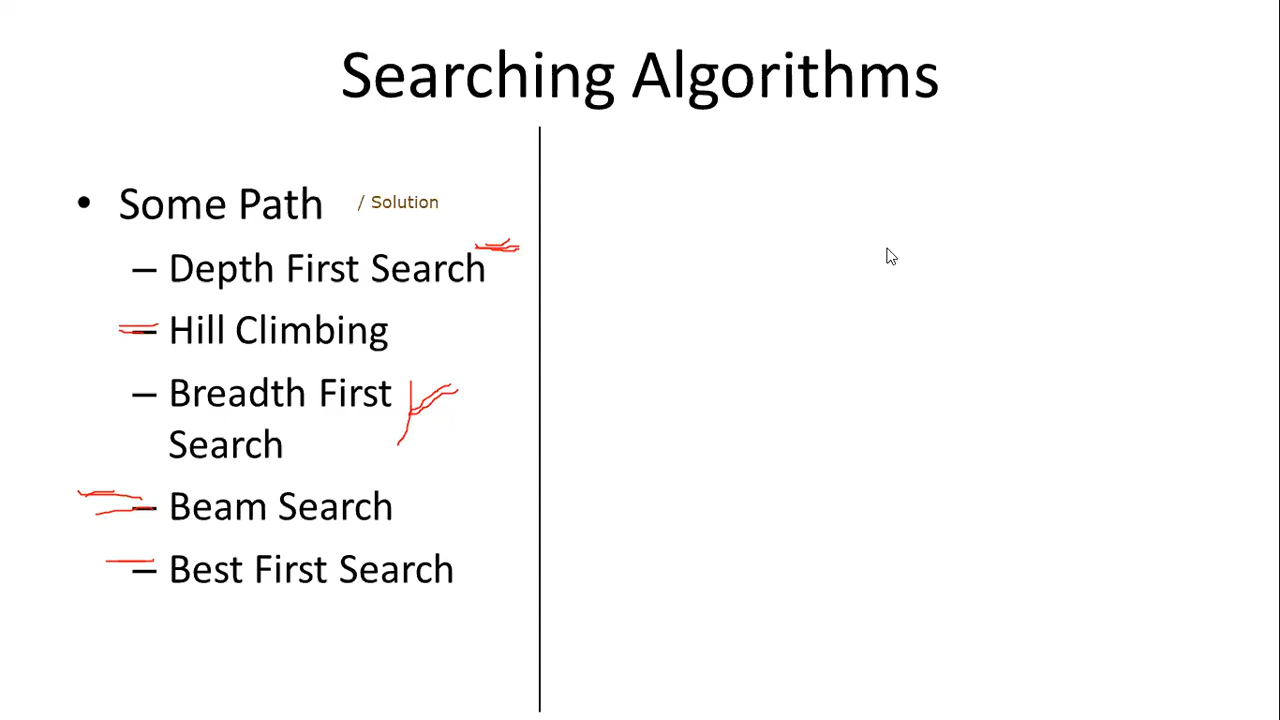 Searching Algorithms
• Some Path / Solution
– Depth First Search
– Hill Climbing
– Breadth First
Search
– Beam Search
– Best First Search